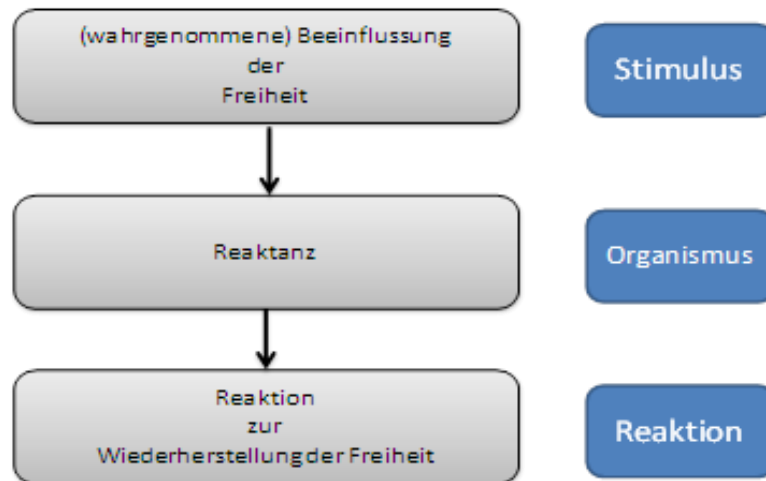 (wahrgenommene) Beeinflussung
der
Freiheit
Stimulus
Reaktanz
Organismus
Reaktion
zur
Wiederherstellung der Freiheit
Reaktion